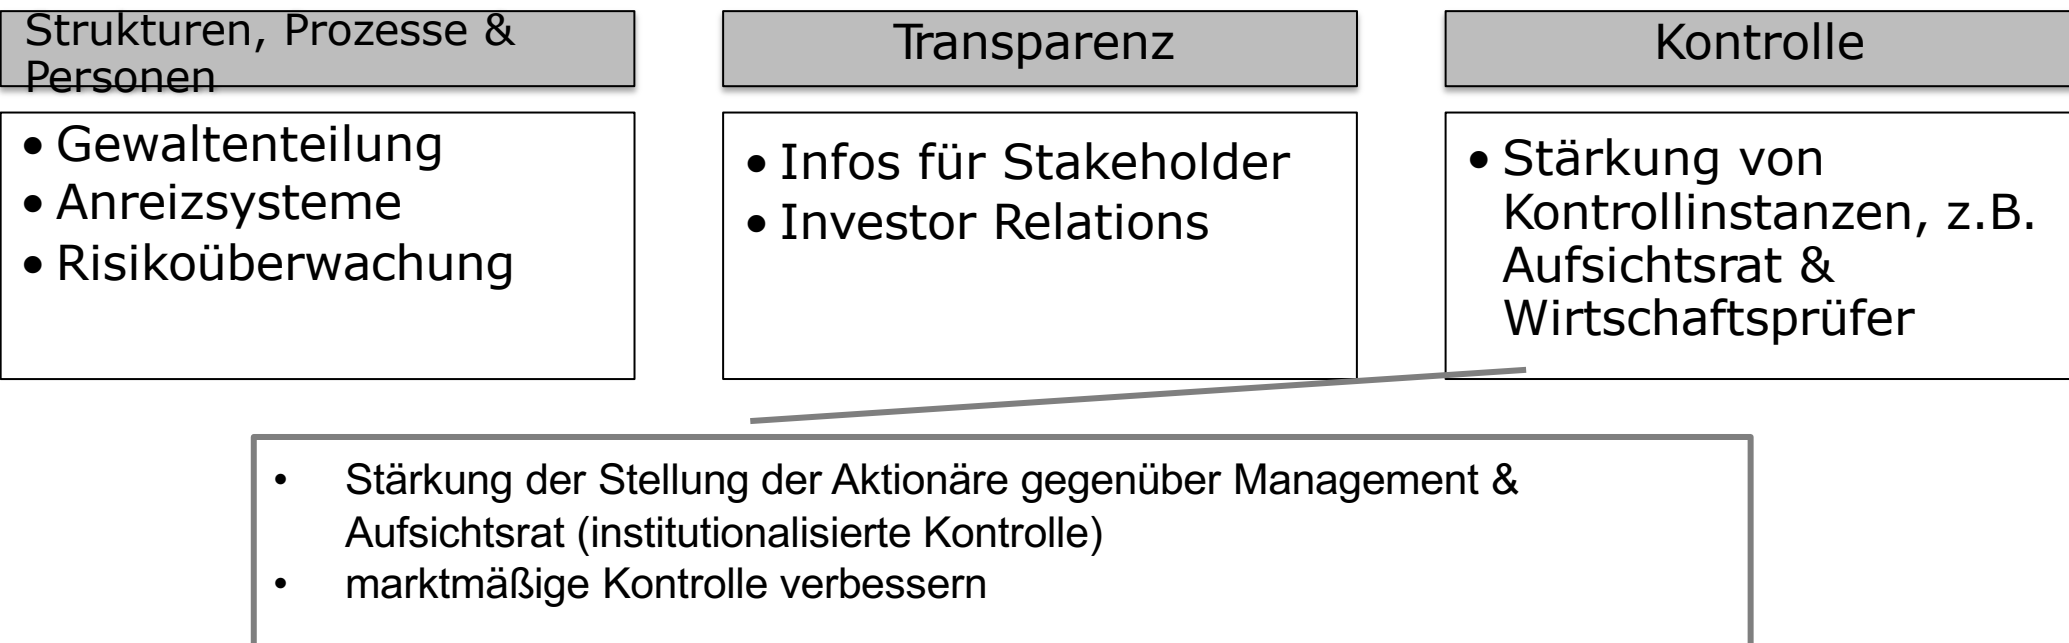 Strukturen, Prozesse &
Personen
• Gewaltenteilung
• Anreizsysteme
• Risikoüberwachung
Transparenz
• Infos für Stakeholder
• Investor Relations
Kontrolle
• Stärkung von
Kontrollinstanzen, z.B.
Aufsichtsrat &
Wirtschaftsprüfer
• Stärkung der Stellung der Aktionäre gegenüber Management &
Aufsichtsrat (institutionalisierte Kontrolle)
• marktmäßige Kontrolle verbessern